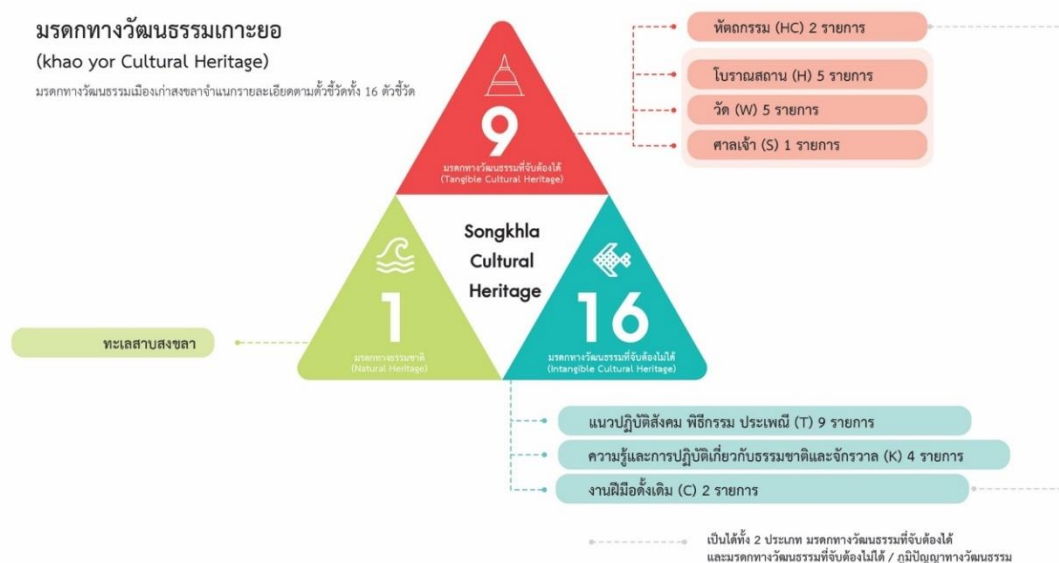 มรดกทางวัฒนธรรมเกาะยอ
(khao yor Cultural Heritage)
มรดกทางวัฒนธรรมเมืองเก่าสงขลาจำแนกรายละเอียดตามตั้วชี้วัดทั้ง 16 ตัวชี้วัด
9
มรดกทางวัฒนธรรมที่จับต้องได้
(Tangible Cultural Heritage)
หัตถกรรม (HC) 2 รายการ
โบราณสถาน (H) 5 รายการ
วัด (W) 5 รายการ
ศาลเจ้า (S) 1 รายการ
Songkhla
Cultural
Heritage
1
มรดกทางธรรมชาติ
(Natural Heritage)
16
มรดกทางวัฒนธรรมที่จับต้องไม่ได้
(Intangible Cultural Heritage)
ทะเลสาบสงขลา
แนวปฏิบัติสังคม พิธีกรรม ประเพณี (T) 9 รายการ
ความรู้และการปฏิบัติเกี่ยวกับธรรมชาติและจักรวาล (K) 4 รายการ
งานฝีมือดั้งเดิม (C) 2 รายการ
เป็นได้ทั้ง 2 ประเภท มรดกทางวัฒนธรรมที่จับต้องได้
และมรดกทางวัฒนธรรมที่จับต้องไม่ได้ / ภูมิปัญญาทางวัฒนธรรม